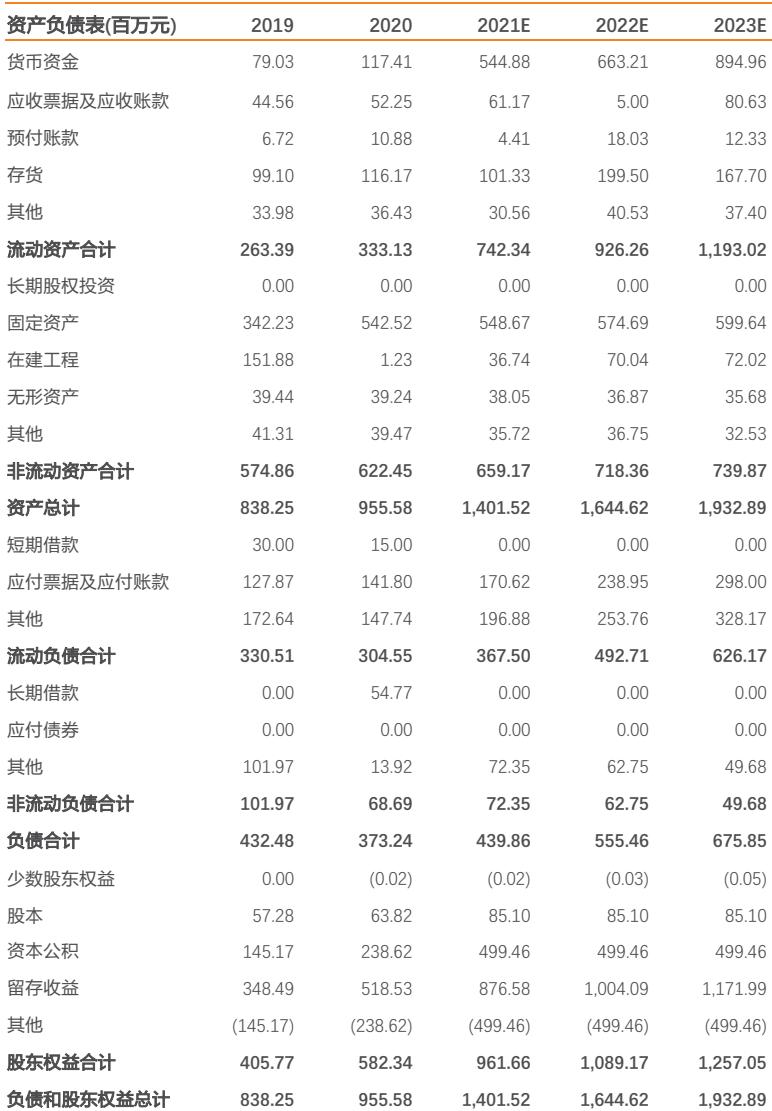 资产负债表(百万元) 2019 2020 2021E 2022E 2023E
货币资金 79.03 117.41 544.88 663.21 894.96
应收票据及应收账款 44.56 52.25 61.17 5.00 80.63
预付账款 6.72 10.88 4.41 18.03 12.33
存货 99.10 116.17 101.33 199.50 167.70
其他 33.98 36.43 30.56 40.53 37.40
流动资产合计 263.39 333.13 742.34 926.26 1,193.02
长期股权投资 0.00 0.00 0.00 0.00 0.00
固定资产 342.23 542.52 548.67 574.69 599.64
在建工程 151.88 1.23 36.74 70.04 72.02
无形资产 39.44 39.24 38.05 36.87 35.68
其他 41.31 39.47 35.72 36.75 32.53
非流动资产合计 574.86 622.45 659.17 718.36 739.87
资产总计 838.25 955.58 1,401.52 1,644.62 1,932.89
短期借款 30.00 15.00 0.00 0.00 0.00
应付票据及应付账款 127.87 141.80 170.62 238.95 298.00
其他 172.64 147.74 196.88 253.76 328.17
流动负债合计 330.51 304.55 367.50 492.71 626.17
长期借款 0.00 54.77 0.00 0.00 0.00
应付债券 0.00 0.00 0.00 0.00 0.00
其他 101.97 13.92 72.35 62.75 49.68
非流动负债合计 101.97 68.69 72.35 62.75 49.68
负债合计 432.48 373.24 439.86 555.46 675.85
少数股东权益 0.00 (0.02) (0.02) (0.03) (0.05)
股本 57.28 63.82 85.10 85.10 85.10
资本公积 145.17 238.62 499.46 499.46 499.46
留存收益 348.49 518.53 876.58 1,004.09 1,171.99
其他 (145.17) (238.62) (499.46) (499.46) (499.46)
股东权益合计 405.77 582.34 961.66 1,089.17 1,257.05
负债和股东权益总计 838.25 955.58 1,401.52 1,644.62 1,932.89